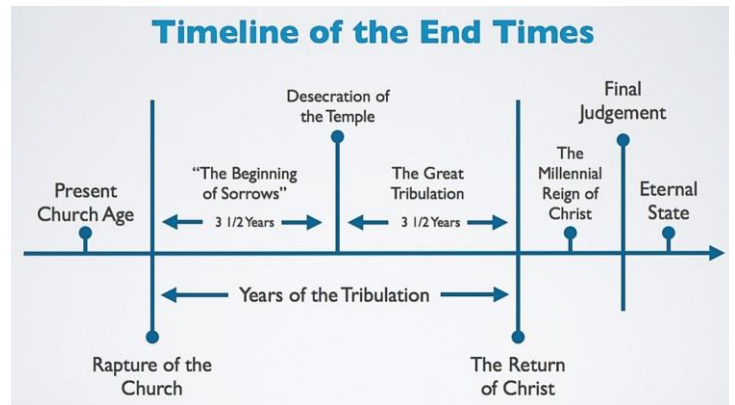 Timeline of the End Times
Desecration of
the Temple
Final
Judgement
"The Beginning
of Sorrows"
3 1/2 Years
The Great
Tribulation
3 1/2 Years
The
Millennial
Reign of
Christ
Present
Church Age
Eternal
State
Years of the Tribulation
Rapture of the
Church
The Return
of Christ